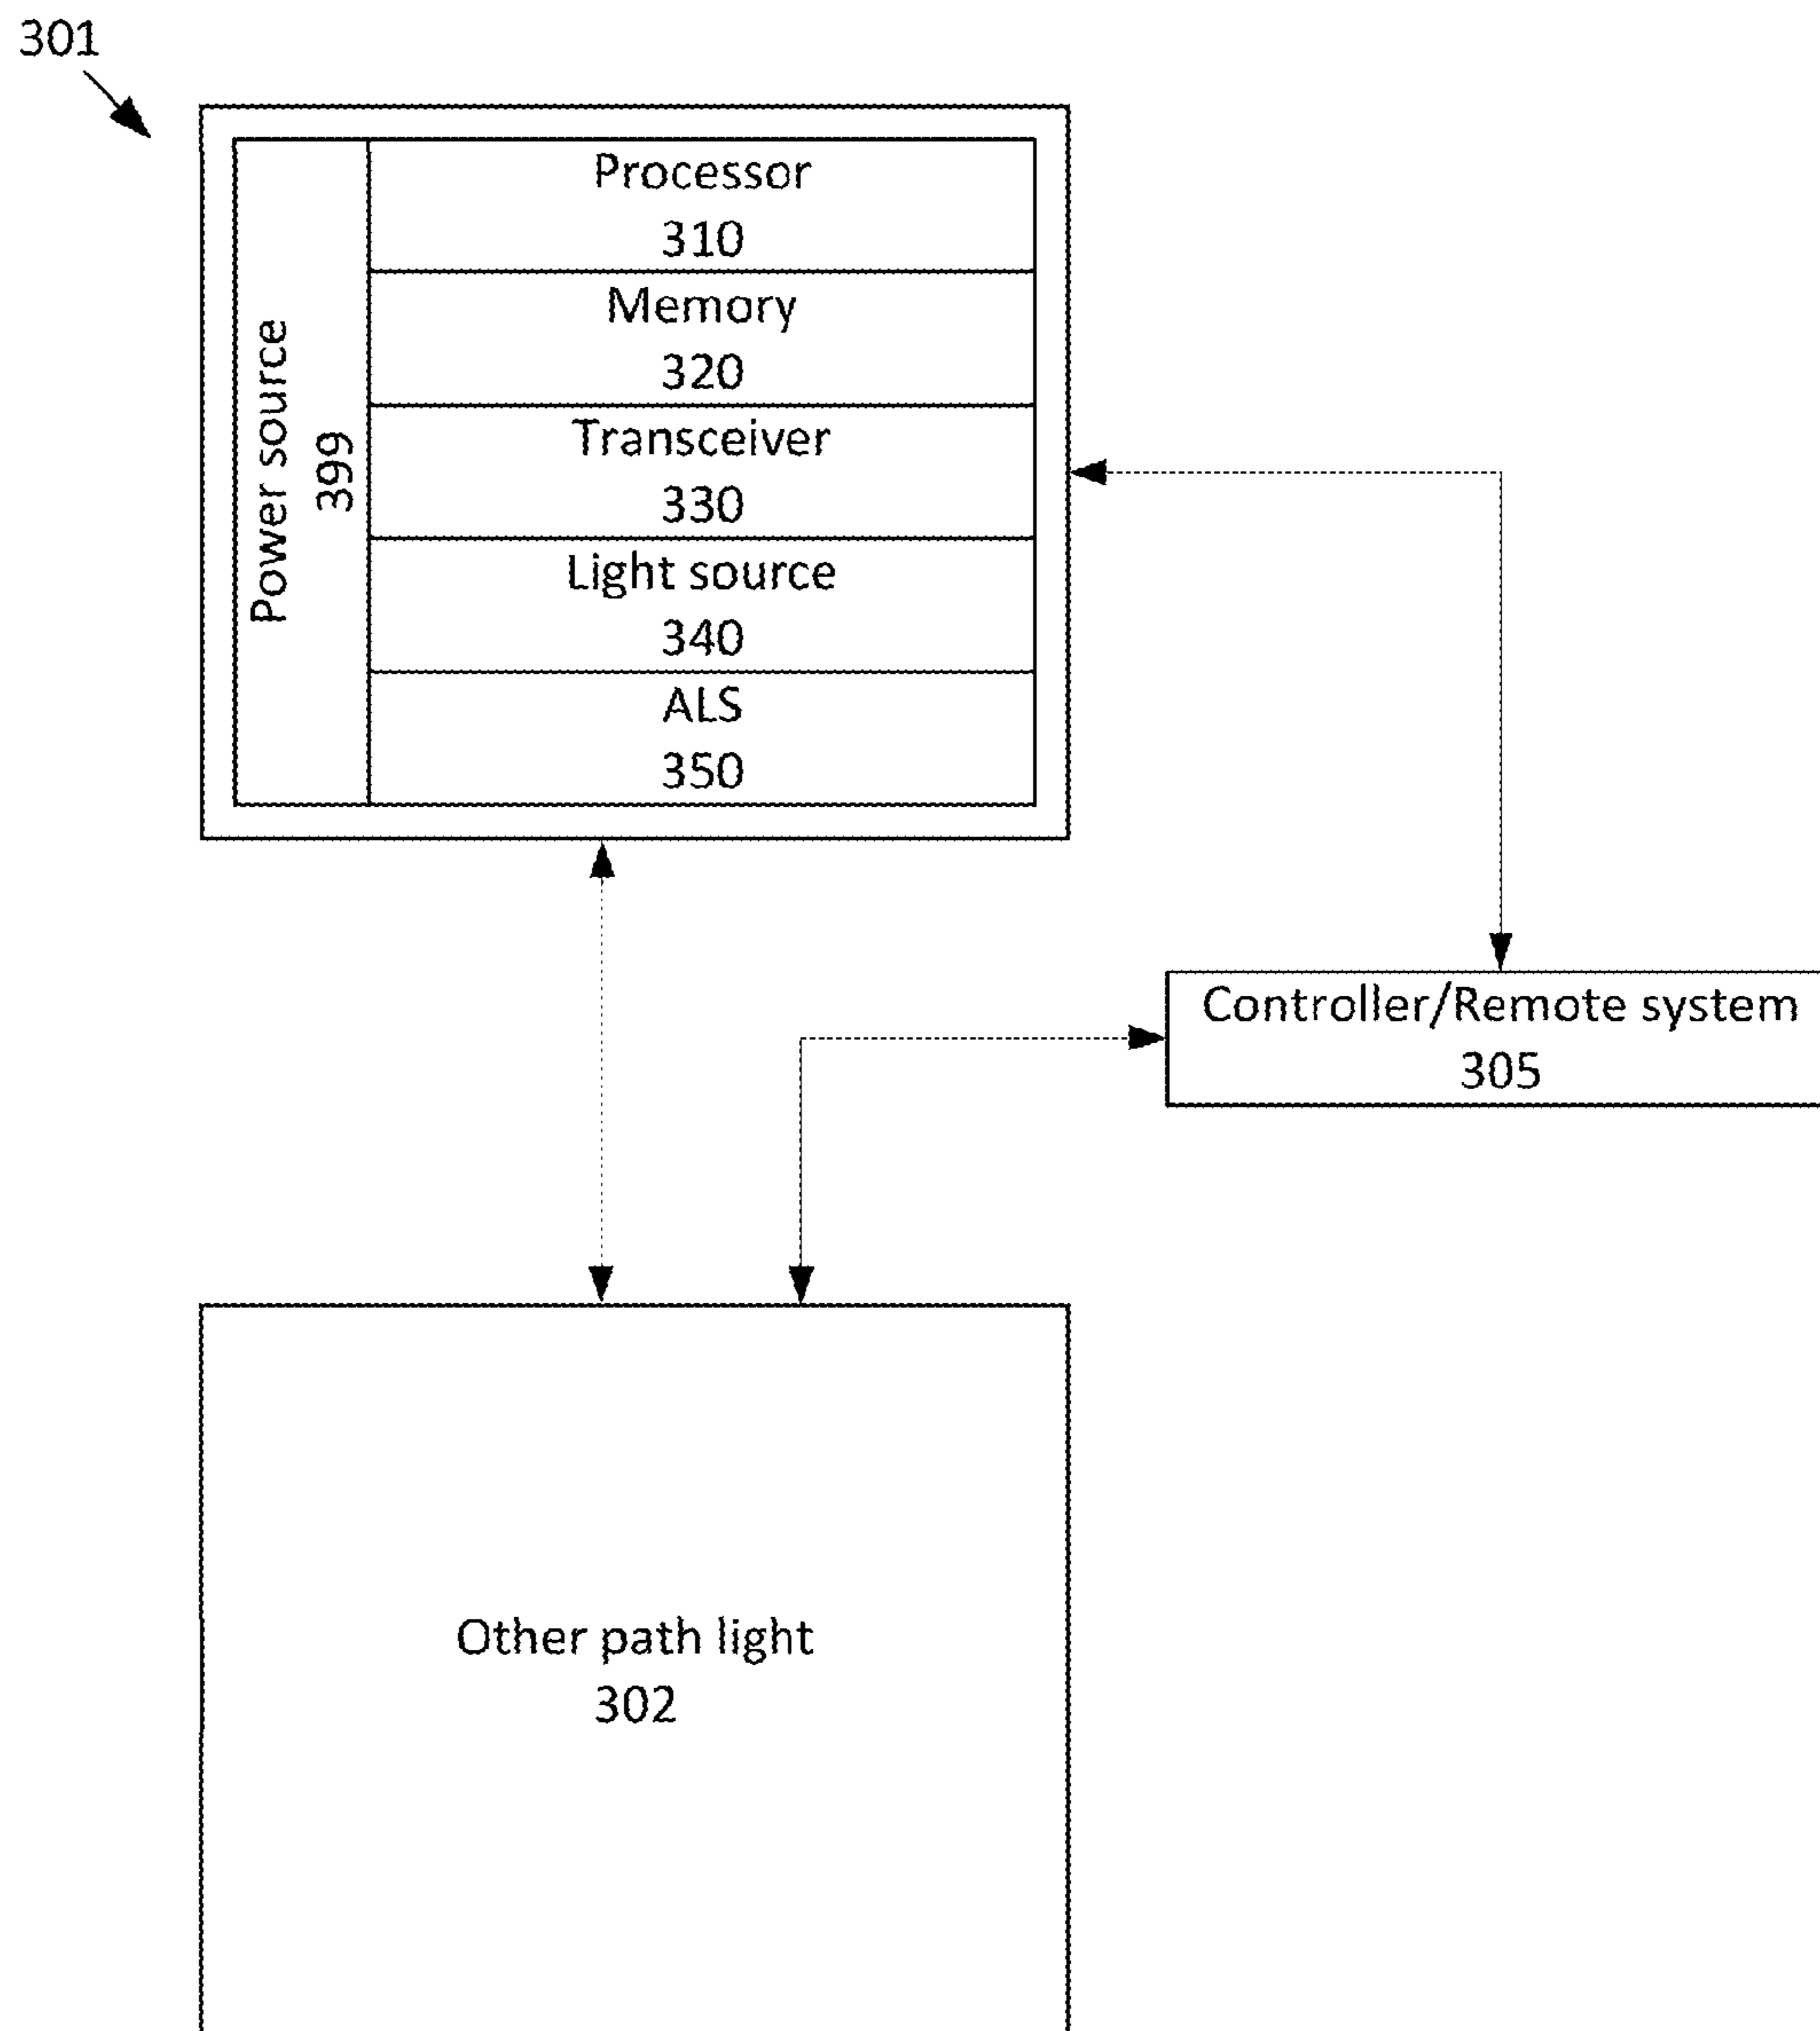 301
Power source
399
Processor
310
Memory
320
Transceiver
330
Light source
340
ALS
350
Controller/Remote system
305
Other path light
302